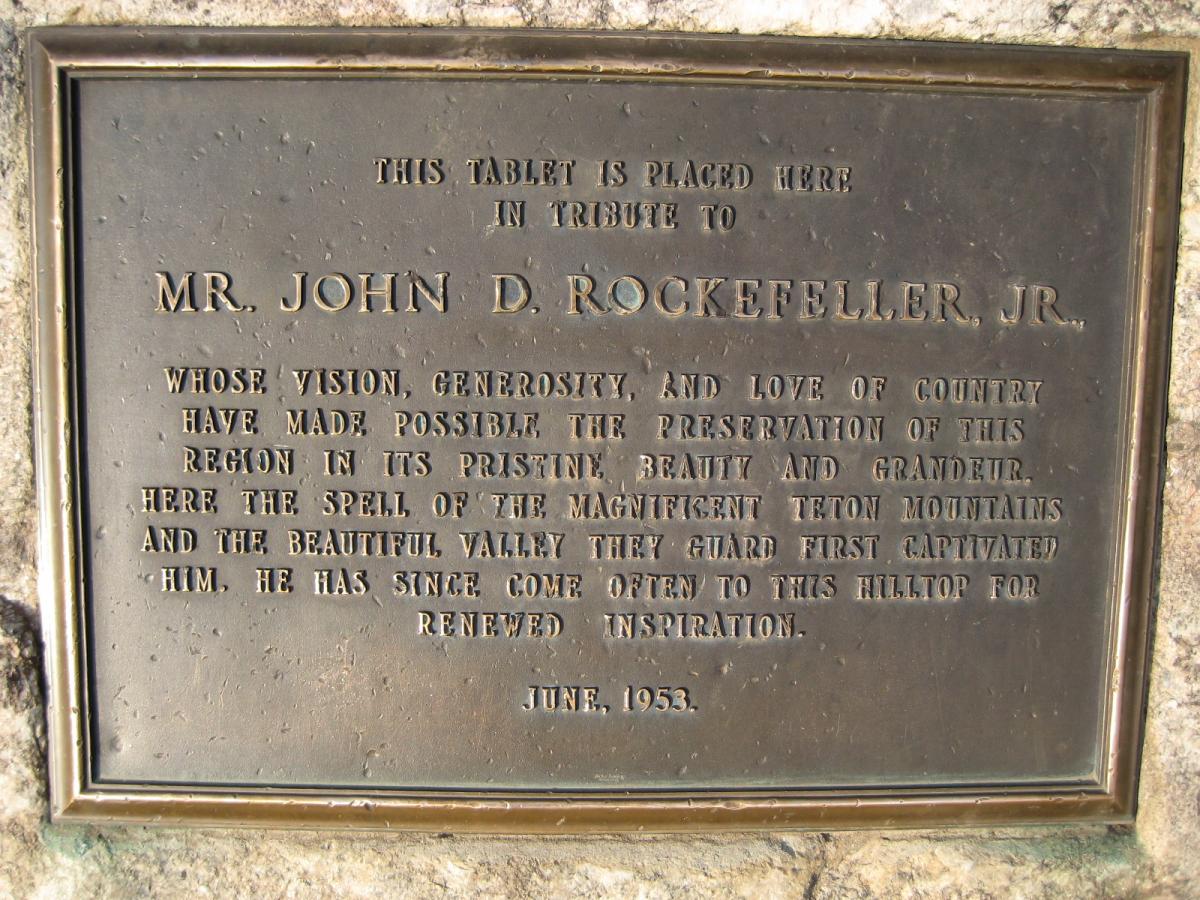 THIS TABLET IS PLACED HERE
IN TRIBUTE TO
MR. JOHN D. ROCKEFELLER, JR.,
WHOSE VISION, GENEROSITY, AND LOVE OF COUNTRY
HAVE MADE POSSIBLE THE PRESERVATION OF THIS
REGION IN ITS PRISTINE BEAUTY AND GRANDEUR.
HERE THE SPELL OF THE MAGNIFICENT TETON MOUNTAINS
AND THE BEAUTIFUL VALLEY THEY GUARD FIRST CAPTIVATED
HIM. HE HAS SINCE COME OFTEN TO THIS HILLTOP FOR
RENEWED INSPIRATION.
JUNE, 1953.